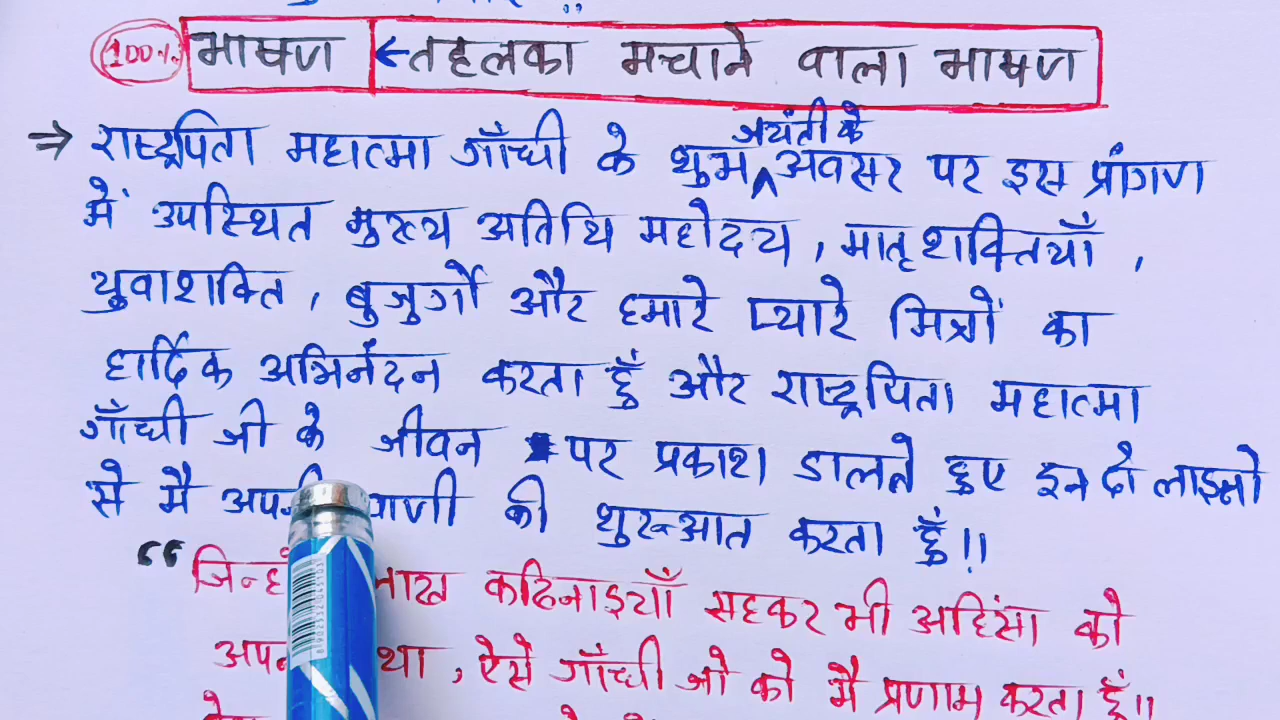 100% भाषण ← तहलका मचाने वाला भाषण
⇒ राष्ट्रपिता महात्मा गाँधी के शुभ जयंती के अवसर पर इस प्रांगण
में उपस्थित मुख्य अतिथि महोदय, मातृशक्तियाँ,
युवाशक्ति, बुजुर्गो और हमारे प्यारे मित्रों का
हार्दिक अभिनंदन करता हूँ और राष्ट्रपिता महात्मा
गाँधी जी के जीवन पर प्रकाश डालते हुए इन दो लाइनो
से मै की शुरुआत करता हूँ।।
“ कठिनाइयाँ सहकर भी अहिंसा को
था, ऐसे गाँधी जी को मै प्रणाम करता हूँ।।